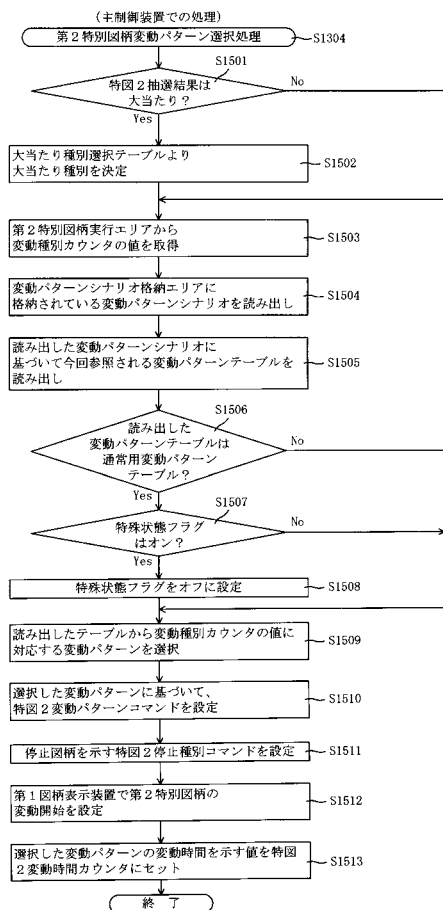 (主制御装置での処理)
第2特別図柄変動パターン選択処理
S1304
S1501
特図2抽選結果は
大当たり？
No
Yes
大当たり種別選択テーブルより
大当たり種別を決定
S1502
第2特別図柄実行エリアから
変動種別カウンタの値を取得
S1503
変動パターンシナリオ格納エリアに
格納されている変動パターンシナリオを読み出し
S1504
読み出した変動パターンシナリオに
基づいて今回参照される変動パターンテーブルを
読み出し
S1505
S1506
読み出した
変動パターンテーブルは
通常用変動パターン
テーブル？
No
Yes
S1507
特殊状態フラグ
はオン？
No
Yes
特殊状態フラグをオフに設定
S1508
読み出したテーブルから変動種別カウンタの値に
対応する変動パターンを選択
S1509
選択した変動パターンに基づいて、
特図2変動パターンコマンドを設定
S1510
停止図柄を示す特図2停止種別コマンドを設定
S1511
第1図柄表示装置で第2特別図柄の
変動開始を設定
S1512
選択した変動パターンの変動時間を示す値を特図
2変動時間カウンタにセット
S1513
終了